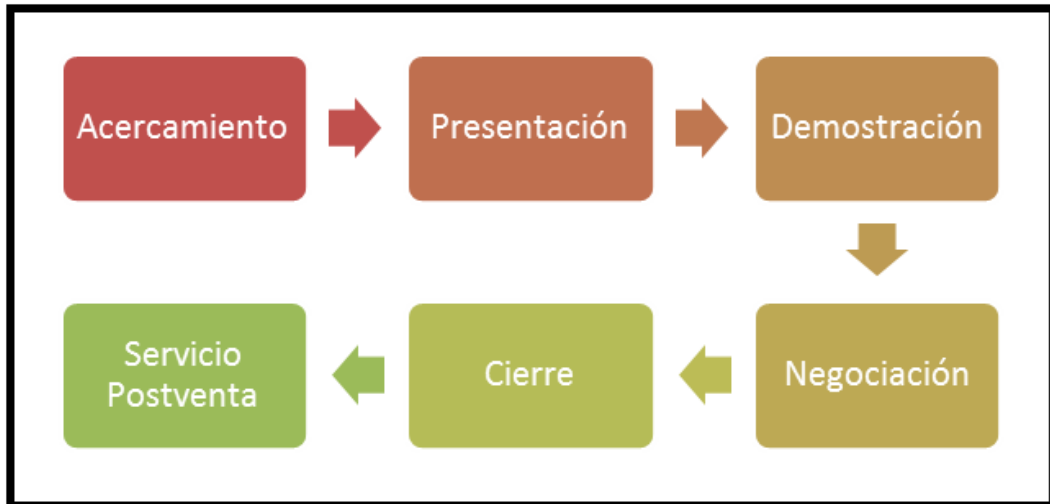 Acercamiento
Presentación
Demostración
Negociación
Cierre
Servicio
Postventa